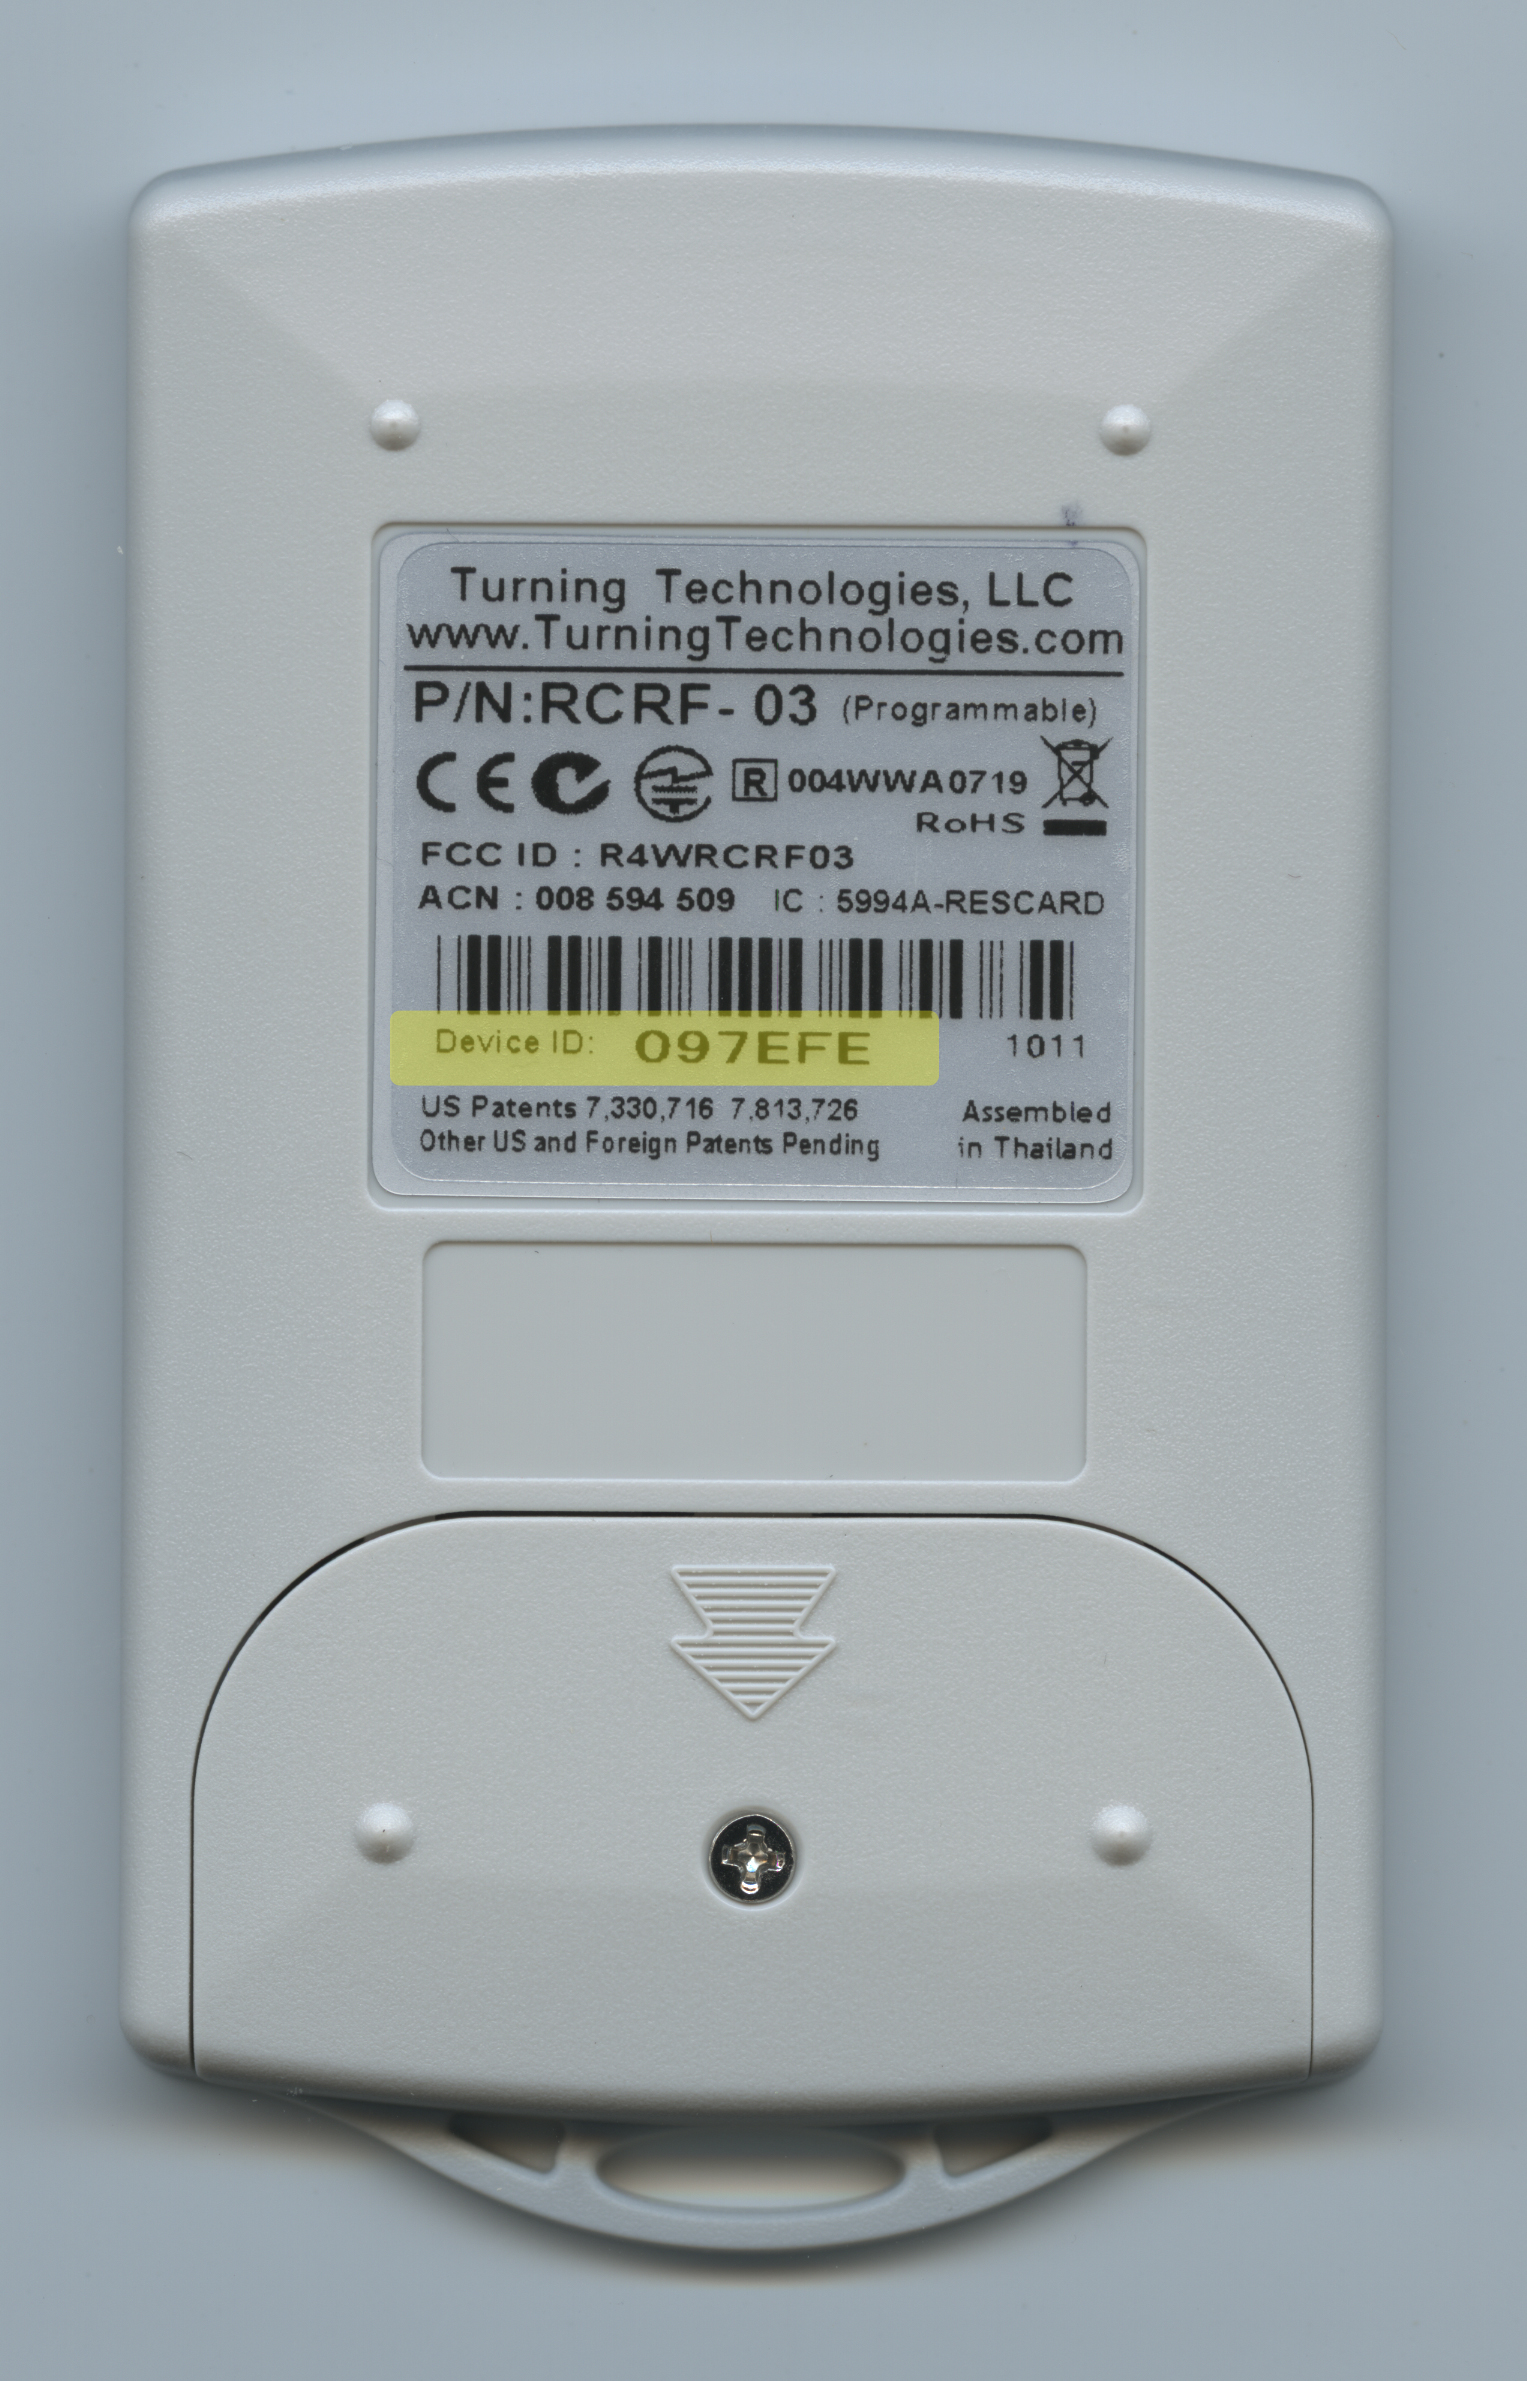 Turning Technologies, LLC
www.TurningTechnologies.com
P/N:RCRF- 03 (Programmable)
CE R 004WWA0719
RoHS
FCC ID : R4WRCRF03
ACN : 008 594 509 IC : 5994A-RESCARD
Device ID: 097EFE 1011
US Patents 7,330,716 7,813,726
Other US and Foreign Patents Pending
Assembled
in Thailand